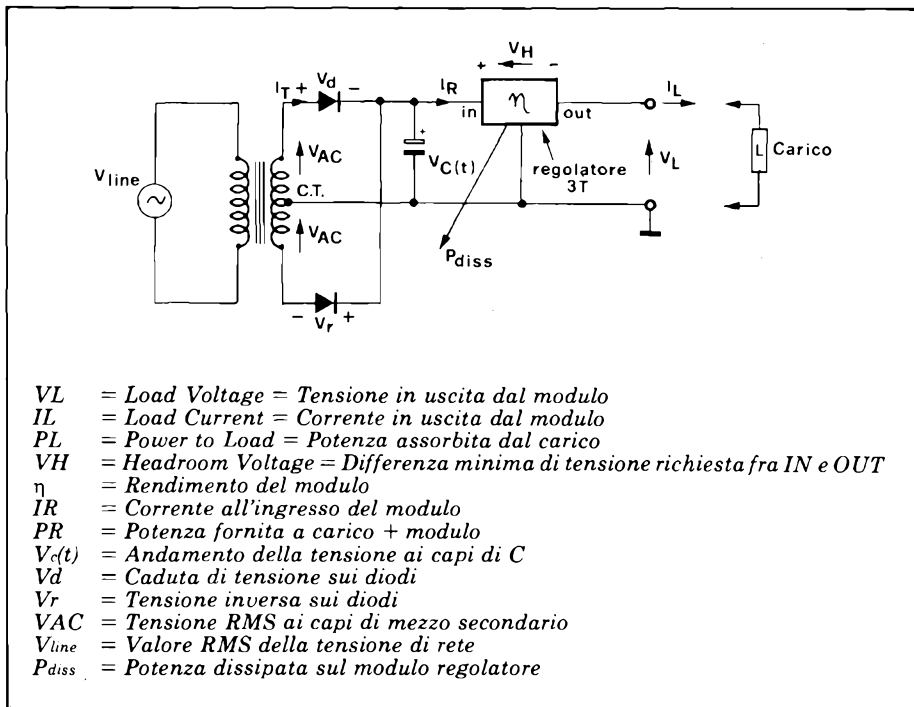 VH
+ -
IT + Vd -
IR
η
in
out
IL
VAC
+
VC(t)
regolatore
3T
VL
L
Carico
Vline
C.T.
VAC
Pdiss
- Vr +
VL = Load Voltage = Tensione in uscita dal modulo
IL = Load Current = Corrente in uscita dal modulo
PL = Power to Load = Potenza assorbita dal carico
VH = Headroom Voltage = Differenza minima di tensione richiesta fra IN e OUT
η = Rendimento del modulo
IR = Corrente all'ingresso del modulo
PR = Potenza fornita a carico + modulo
Vc(t) = Andamento della tensione ai capi di C
Vd = Caduta di tensione sui diodi
Vr = Tensione inversa sui diodi
VAC = Tensione RMS ai capi di mezzo secondario
Vline = Valore RMS della tensione di rete
Pdiss = Potenza dissipata sul modulo regolatore